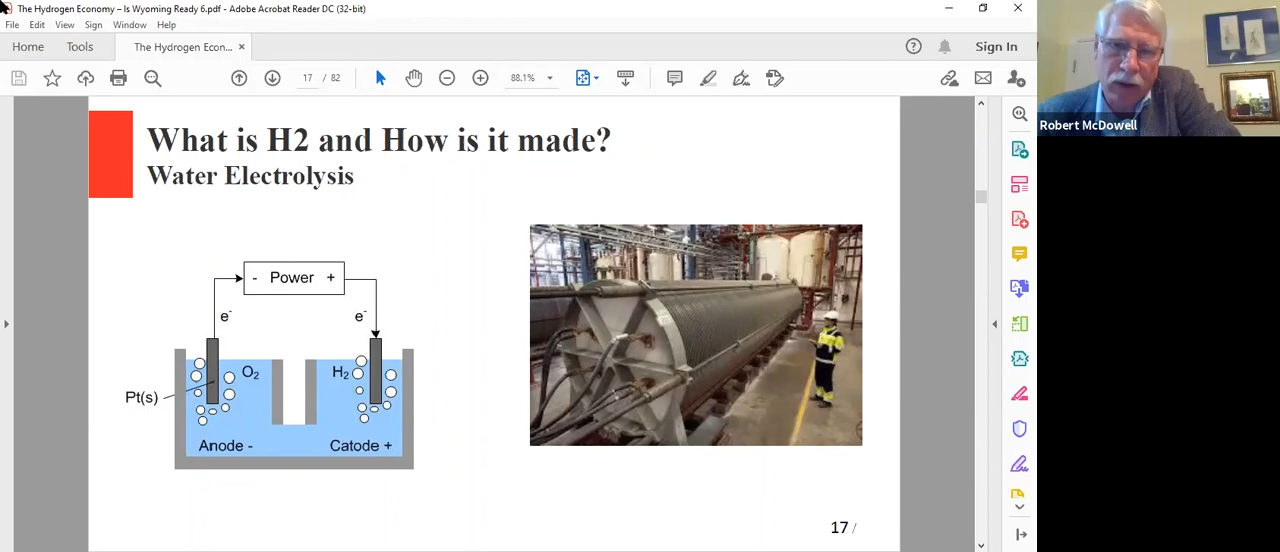 The Hydrogen Economy – Is Wyoming Ready 6.pdf - Adobe Acrobat Reader DC (32-bit)
File Edit View Sign Window Help
Home Tools The Hydrogen Econ... × Sign In
17 / 82 88.1%
What is H2 and How is it made?
Water Electrolysis
- Power +
e- e-
O2 H2
Pt(s)
Anode - Catode +
17 /
Robert McDowell